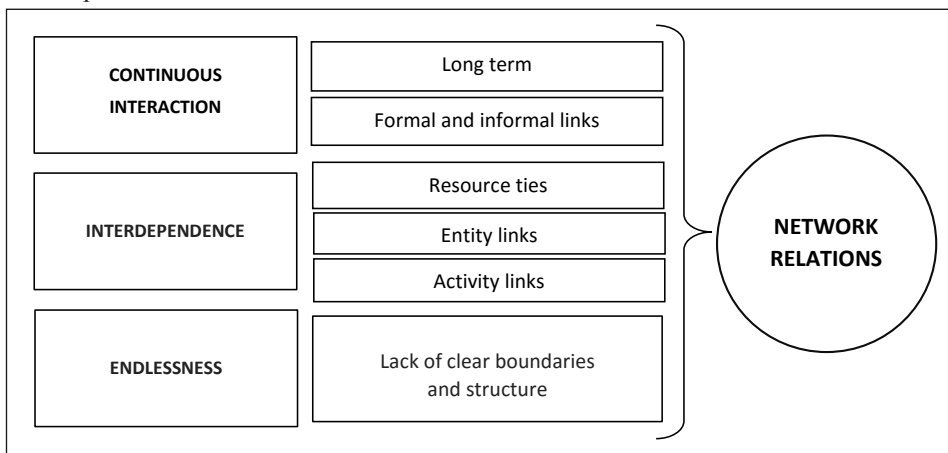 CONTINUOUS
INTERACTION
Long term
Formal and informal links
INTERDEPENDENCE
Resource ties
Entity links
Activity links
ENDLESSNESS
Lack of clear boundaries
and structure
NETWORK
RELATIONS